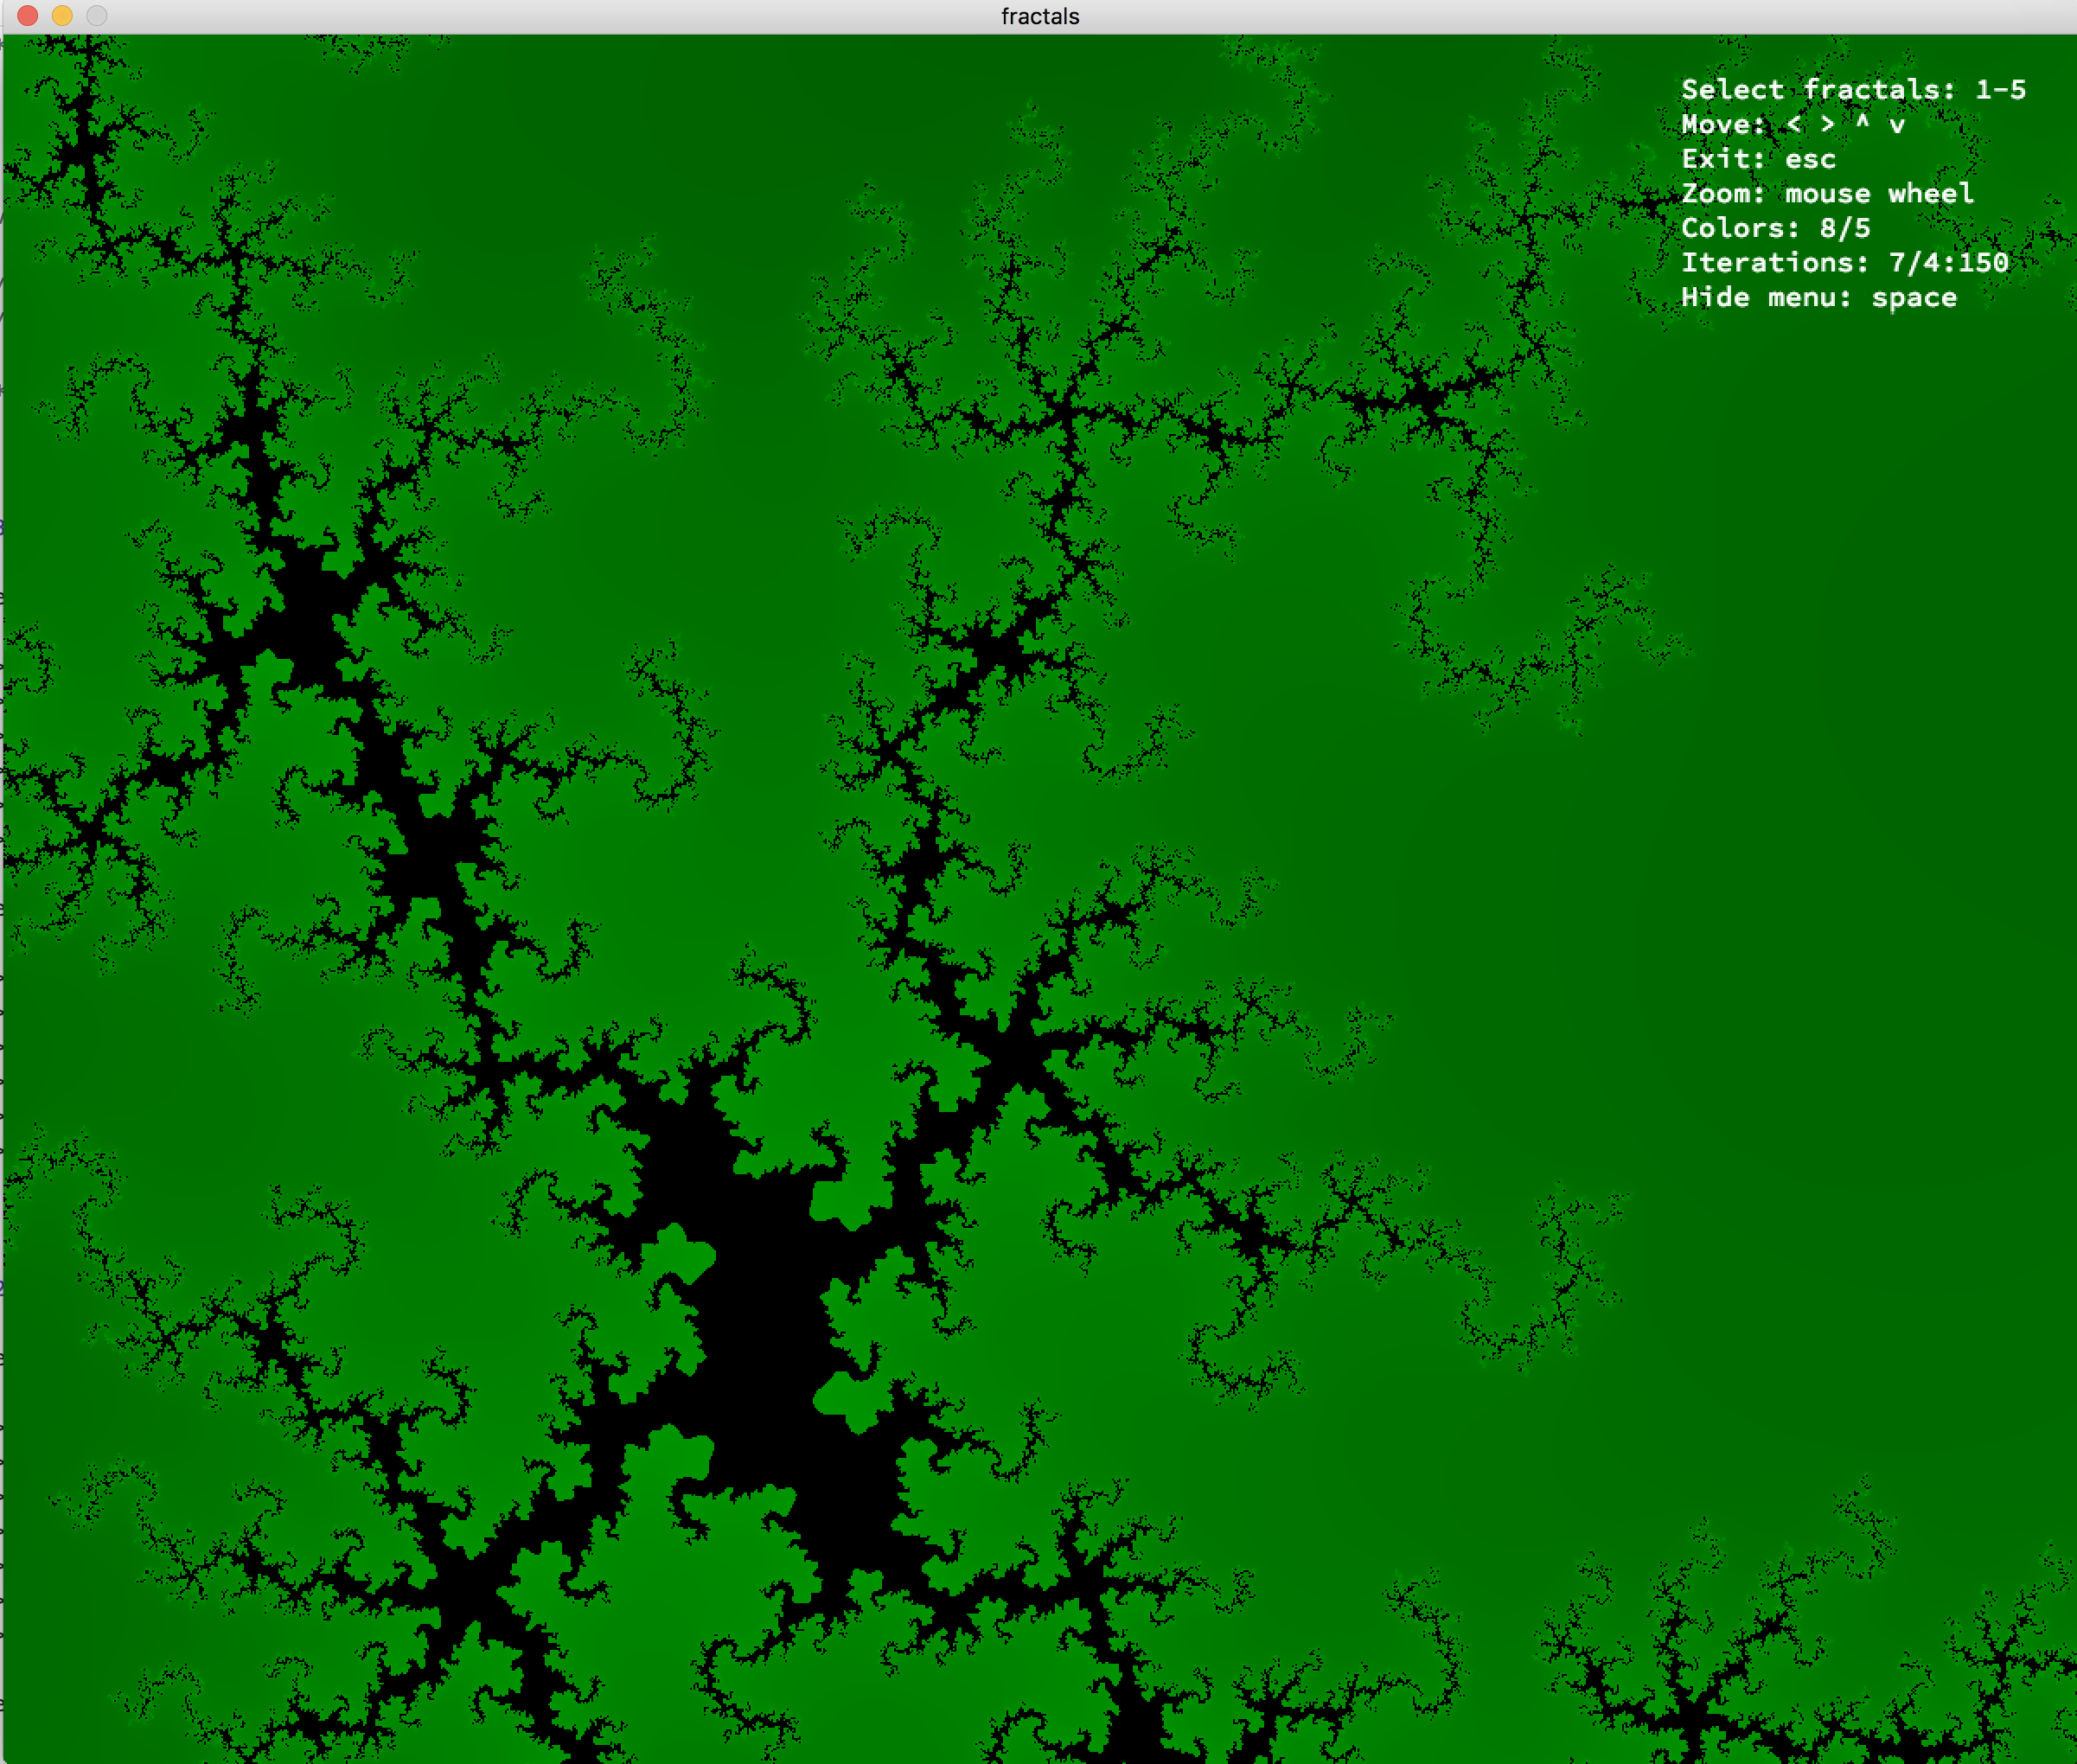 fractals
Select fractals: 1-5
Move: < > ^ v
Exit: esc
Zoom: mouse wheel
Colors: 8/5
Iterations: 7/4:150
Hide menu: space